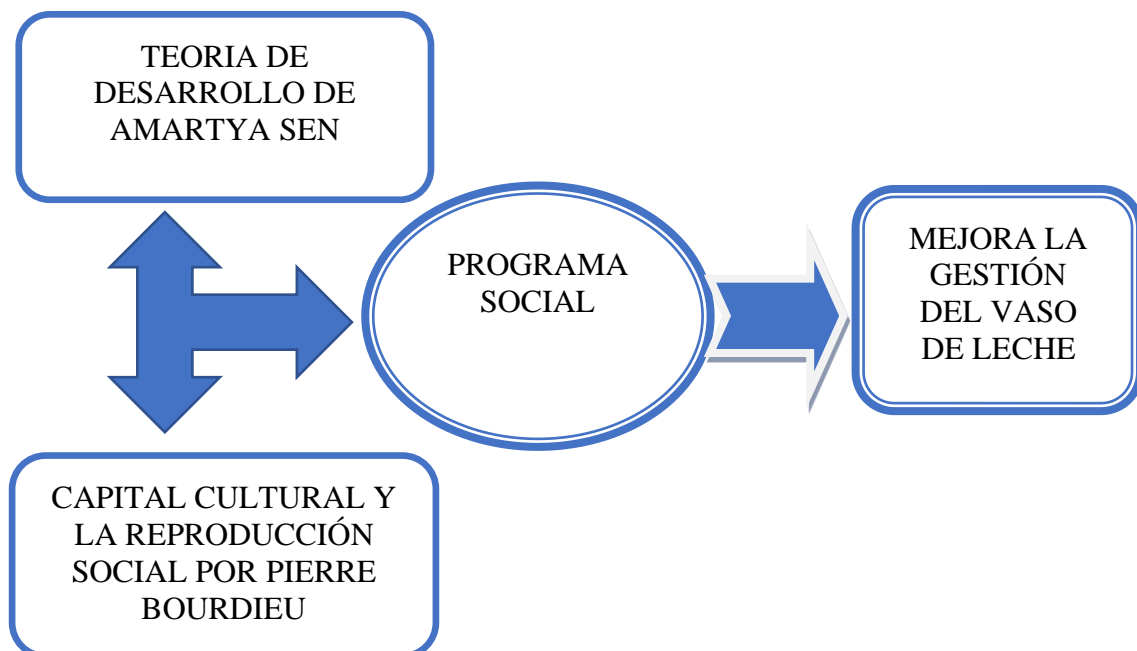 TEORIA DE
DESARROLLO DE
AMARTYA SEN
PROGRAMA
SOCIAL
MEJORA LA
GESTIÓN
DEL VASO
DE LECHE
CAPITAL CULTURAL Y
LA REPRODUCCIÓN
SOCIAL POR PIERRE
BOURDIEU